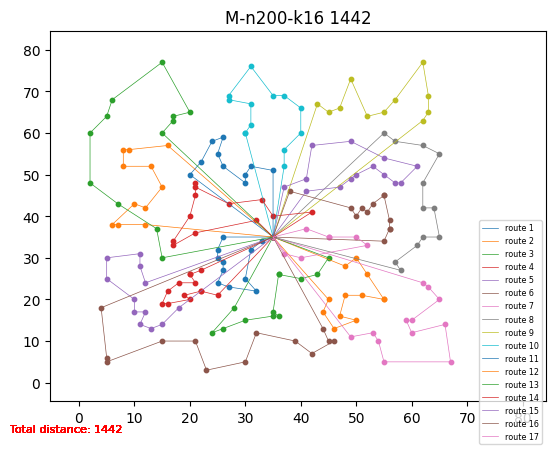 M-n200-k16 1442
80
70
60
50
40
30
20
10
0
0 10 20 30 40 50 60 70 80
route 1
route 2
route 3
route 4
route 5
route 6
route 7
route 8
route 9
route 10
route 11
route 12
route 13
route 14
route 15
route 16
route 17
Total distance: 1442